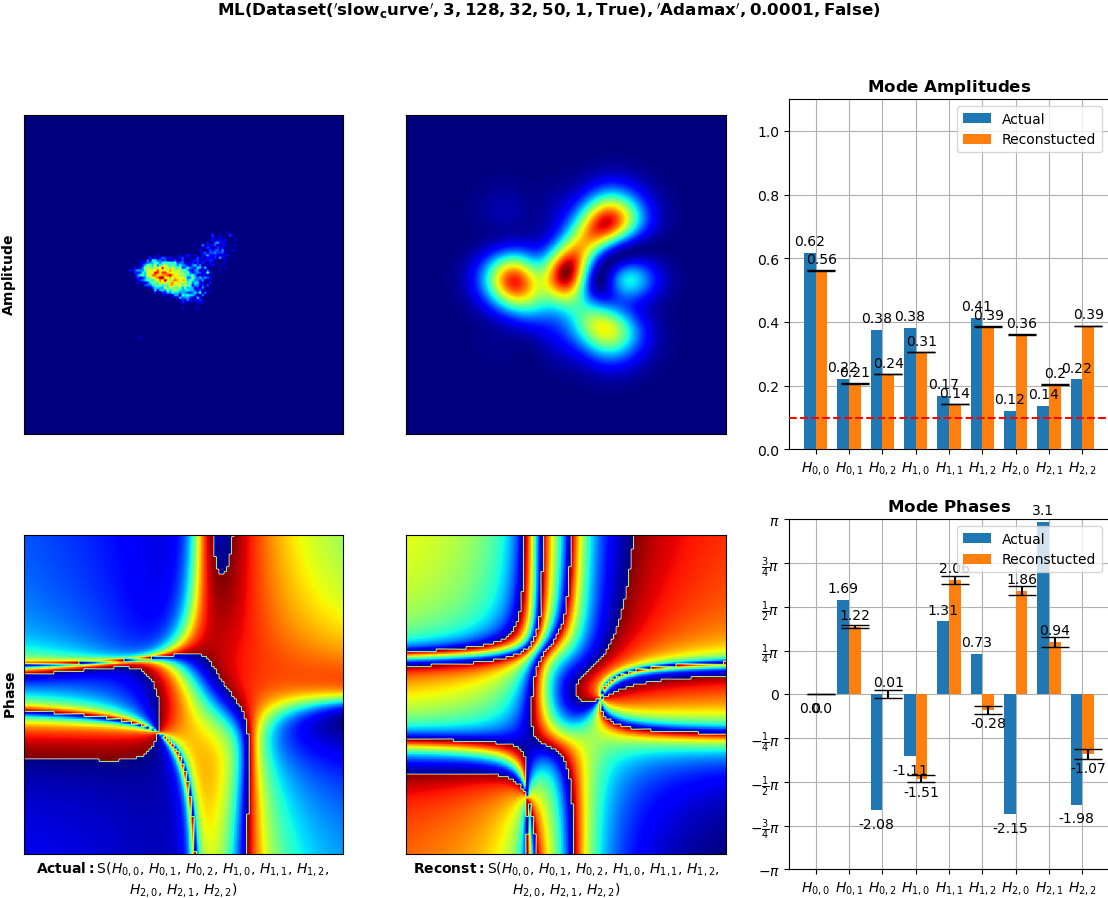 ML(Dataset(′slow_curve′, 3, 128, 32, 50, 1, True), ′Adamax′, 0.0001, False)
Amplitude
Mode Amplitudes
Actual
Reconstucted
1.0
0.8
0.6
0.4
0.2
0.0
0.62
0.56
0.22
0.21
0.38
0.24
0.38
0.31
0.17
0.14
0.41
0.39
0.12
0.36
0.14
0.2
0.22
0.39
H0,0 H0,1 H0,2 H1,0 H1,1 H1,2 H2,0 H2,1 H2,2
Phase
Mode Phases
Actual
Reconstucted
π
3/4π
1/2π
1/4π
0
−1/4π
−1/2π
−3/4π
−π
0.0
0.0
1.69
1.22
-2.08
0.01
-1.11
-1.51
1.31
0.73
-0.28
-2.15
1.86
3.1
0.94
-1.98
-1.07
H0,0 H0,1 H0,2 H1,0 H1,1 H1,2 H2,0 H2,1 H2,2
Actual: S(H0,0, H0,1, H0,2, H1,0, H1,1, H1,2,
H2,0, H2,1, H2,2)
Reconst: S(H0,0, H0,1, H0,2, H1,0, H1,1, H1,2,
H2,0, H2,1, H2,2)